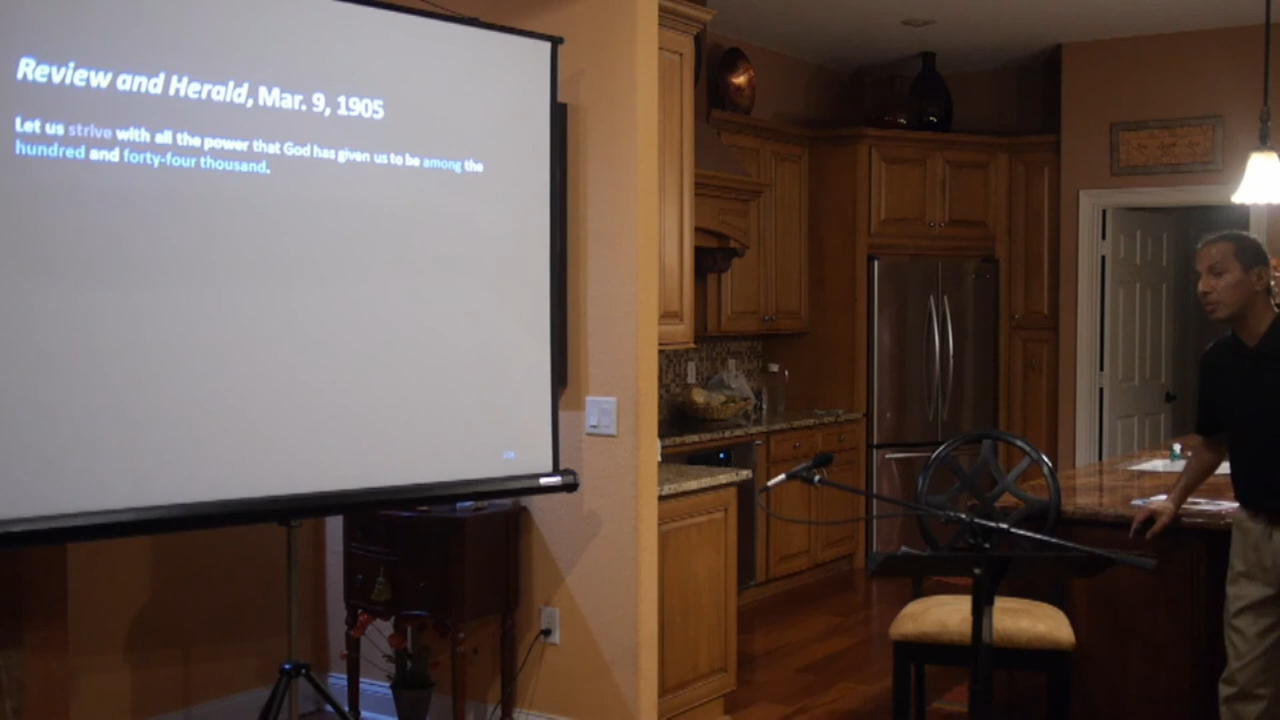 Review and Herald, Mar. 9, 1905
Let us strive with all the power that God has given us to be among the
hundred and forty-four thousand.